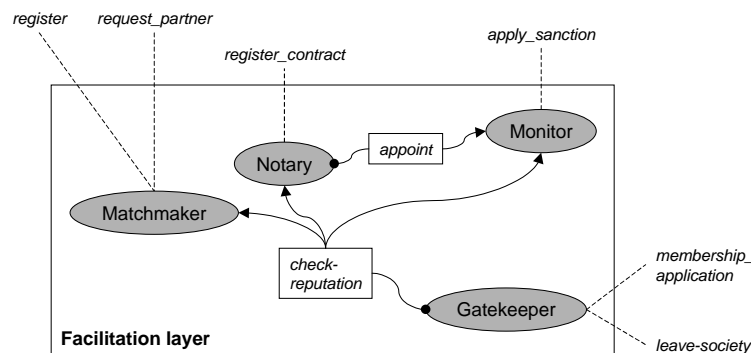 register
request_partner
register_contract
apply_sanction
Monitor
appoint
Notary
Matchmaker
check-
reputation
membership_
application
Gatekeeper
Facilitation layer
leave-society